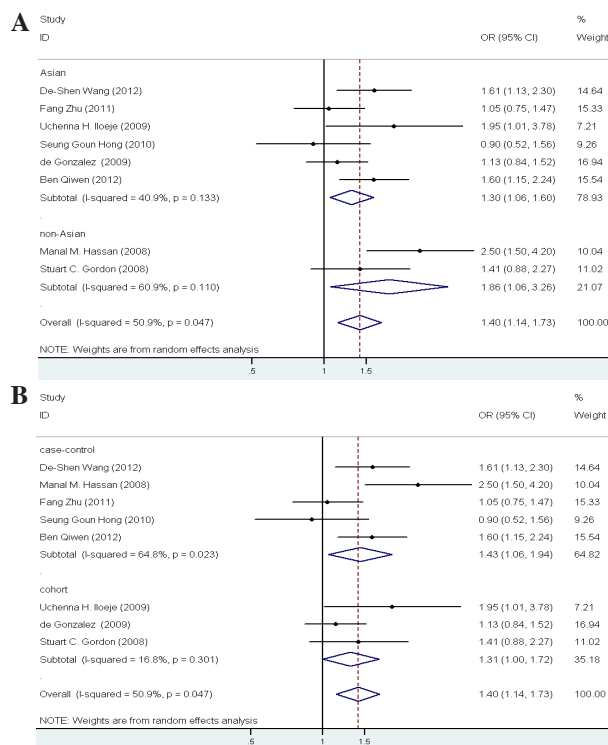 A
Study %
ID OR (95% CI) Weight
Asian
De-Shen Wang (2012) 1.61 (1.13, 2.30) 14.64
Fang Zhu (2011) 1.05 (0.75, 1.47) 15.33
Uchenna H. Iloeje (2009) 1.95 (1.01, 3.78) 7.21
Seung Goun Hong (2010) 0.90 (0.52, 1.56) 9.26
de Gonzalez (2009) 1.13 (0.84, 1.52) 16.94
Ben Qiwen (2012) 1.60 (1.15, 2.24) 15.54
Subtotal (I-squared = 40.9%, p = 0.133) 1.30 (1.06, 1.60) 78.93
.
non-Asian
Manal M. Hassan (2008) 2.50 (1.50, 4.20) 10.04
Stuart C. Gordon (2008) 1.41 (0.88, 2.27) 11.02
Subtotal (I-squared = 60.9%, p = 0.110) 1.86 (1.06, 3.26) 21.07
.
Overall (I-squared = 50.9%, p = 0.047) 1.40 (1.14, 1.73) 100.00
NOTE: Weights are from random effects analysis
.5 1 1.5
B
Study %
ID OR (95% CI) Weight
case-control
De-Shen Wang (2012) 1.61 (1.13, 2.30) 14.64
Manal M. Hassan (2008) 2.50 (1.50, 4.20) 10.04
Fang Zhu (2011) 1.05 (0.75, 1.47) 15.33
Seung Goun Hong (2010) 0.90 (0.52, 1.56) 9.26
Ben Qiwen (2012) 1.60 (1.15, 2.24) 15.54
Subtotal (I-squared = 64.8%, p = 0.023) 1.43 (1.06, 1.94) 64.82
.
cohort
Uchenna H. Iloeje (2009) 1.95 (1.01, 3.78) 7.21
de Gonzalez (2009) 1.13 (0.84, 1.52) 16.94
Stuart C. Gordon (2008) 1.41 (0.88, 2.27) 11.02
Subtotal (I-squared = 16.8%, p = 0.301) 1.31 (1.00, 1.72) 35.18
.
Overall (I-squared = 50.9%, p = 0.047) 1.40 (1.14, 1.73) 100.00
NOTE: Weights are from random effects analysis
.5 1 1.5